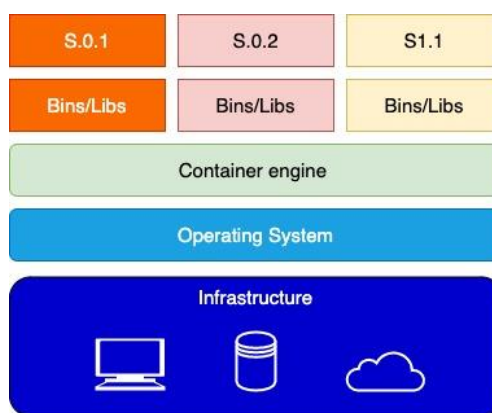 S.0.1 S.0.2 S1.1
Bins/Libs Bins/Libs Bins/Libs
Container engine
Operating System
Infrastructure